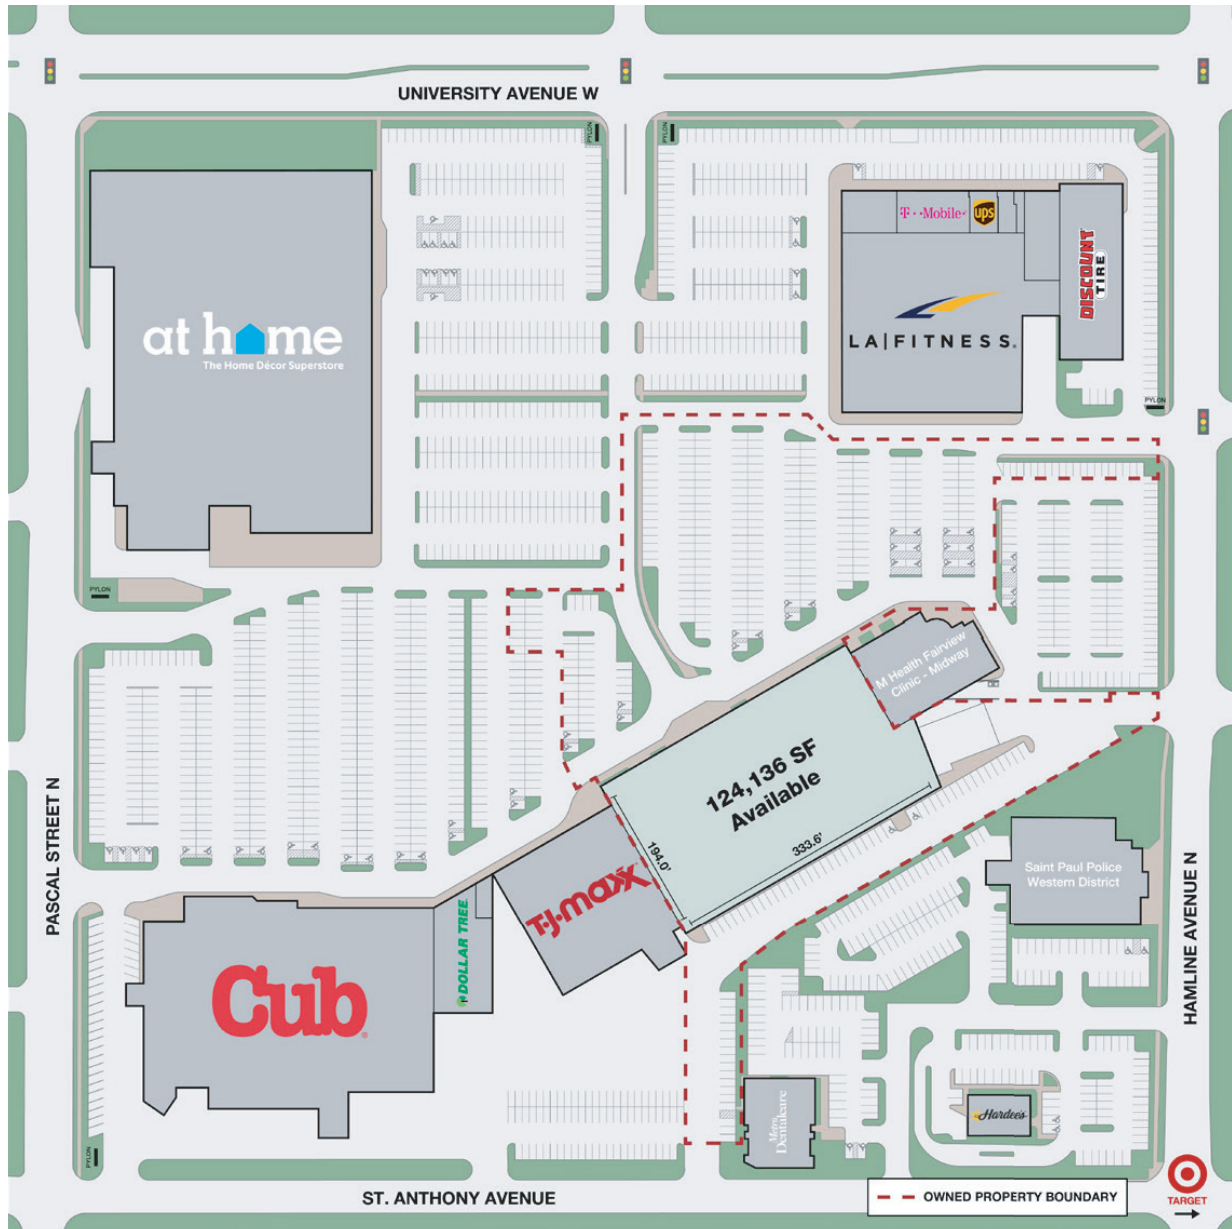 UNIVERSITY AVENUE W
PYLON
PYLON
T··Mobile
ups
DISCOUNT
TIRE
at home
The Home Décor Superstore
LA|FITNESS®
PYLON
PYLON
M Health Fairview
Clinic - Midway
124,136 SF
Available
194.0'
333.6'
PASCAL STREET N
HAMLINE AVENUE N
Saint Paul Police
Western District
T·J·maxx
DOLLAR TREE
Cub®
Metro
Dentalcare
Hardee's
PYLON
ST. ANTHONY AVENUE
OWNED PROPERTY BOUNDARY
TARGET